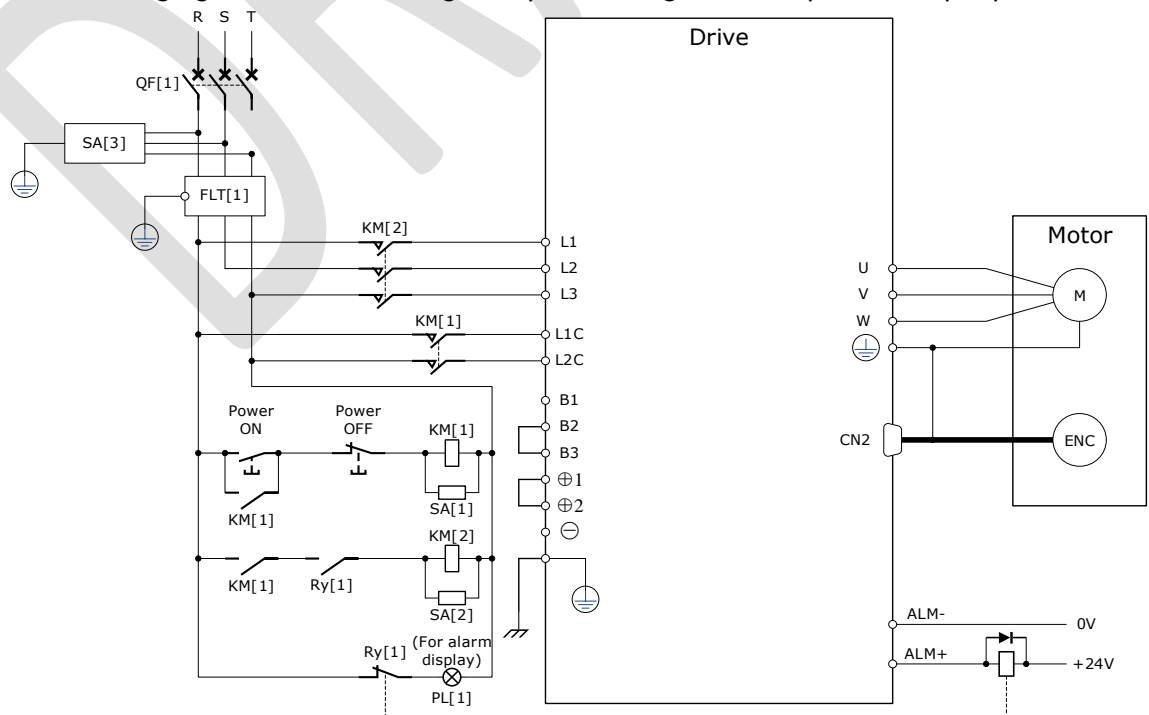 R S T
Drive
QF[1]
SA[3]
FLT[1]
KM[2]
L1
L2
L3
KM[1]
L1C
L2C
B1
B2
B3
⊕1
⊕2
⊖
Power
ON
Power
OFF
KM[1]
SA[1]
KM[1]
KM[2]
KM[1]
Ry[1]
SA[2]
Ry[1]
(For alarm
display)
PL[1]
U
V
W
CN2
Motor
M
ENC
ALM-
0V
ALM+
+24V